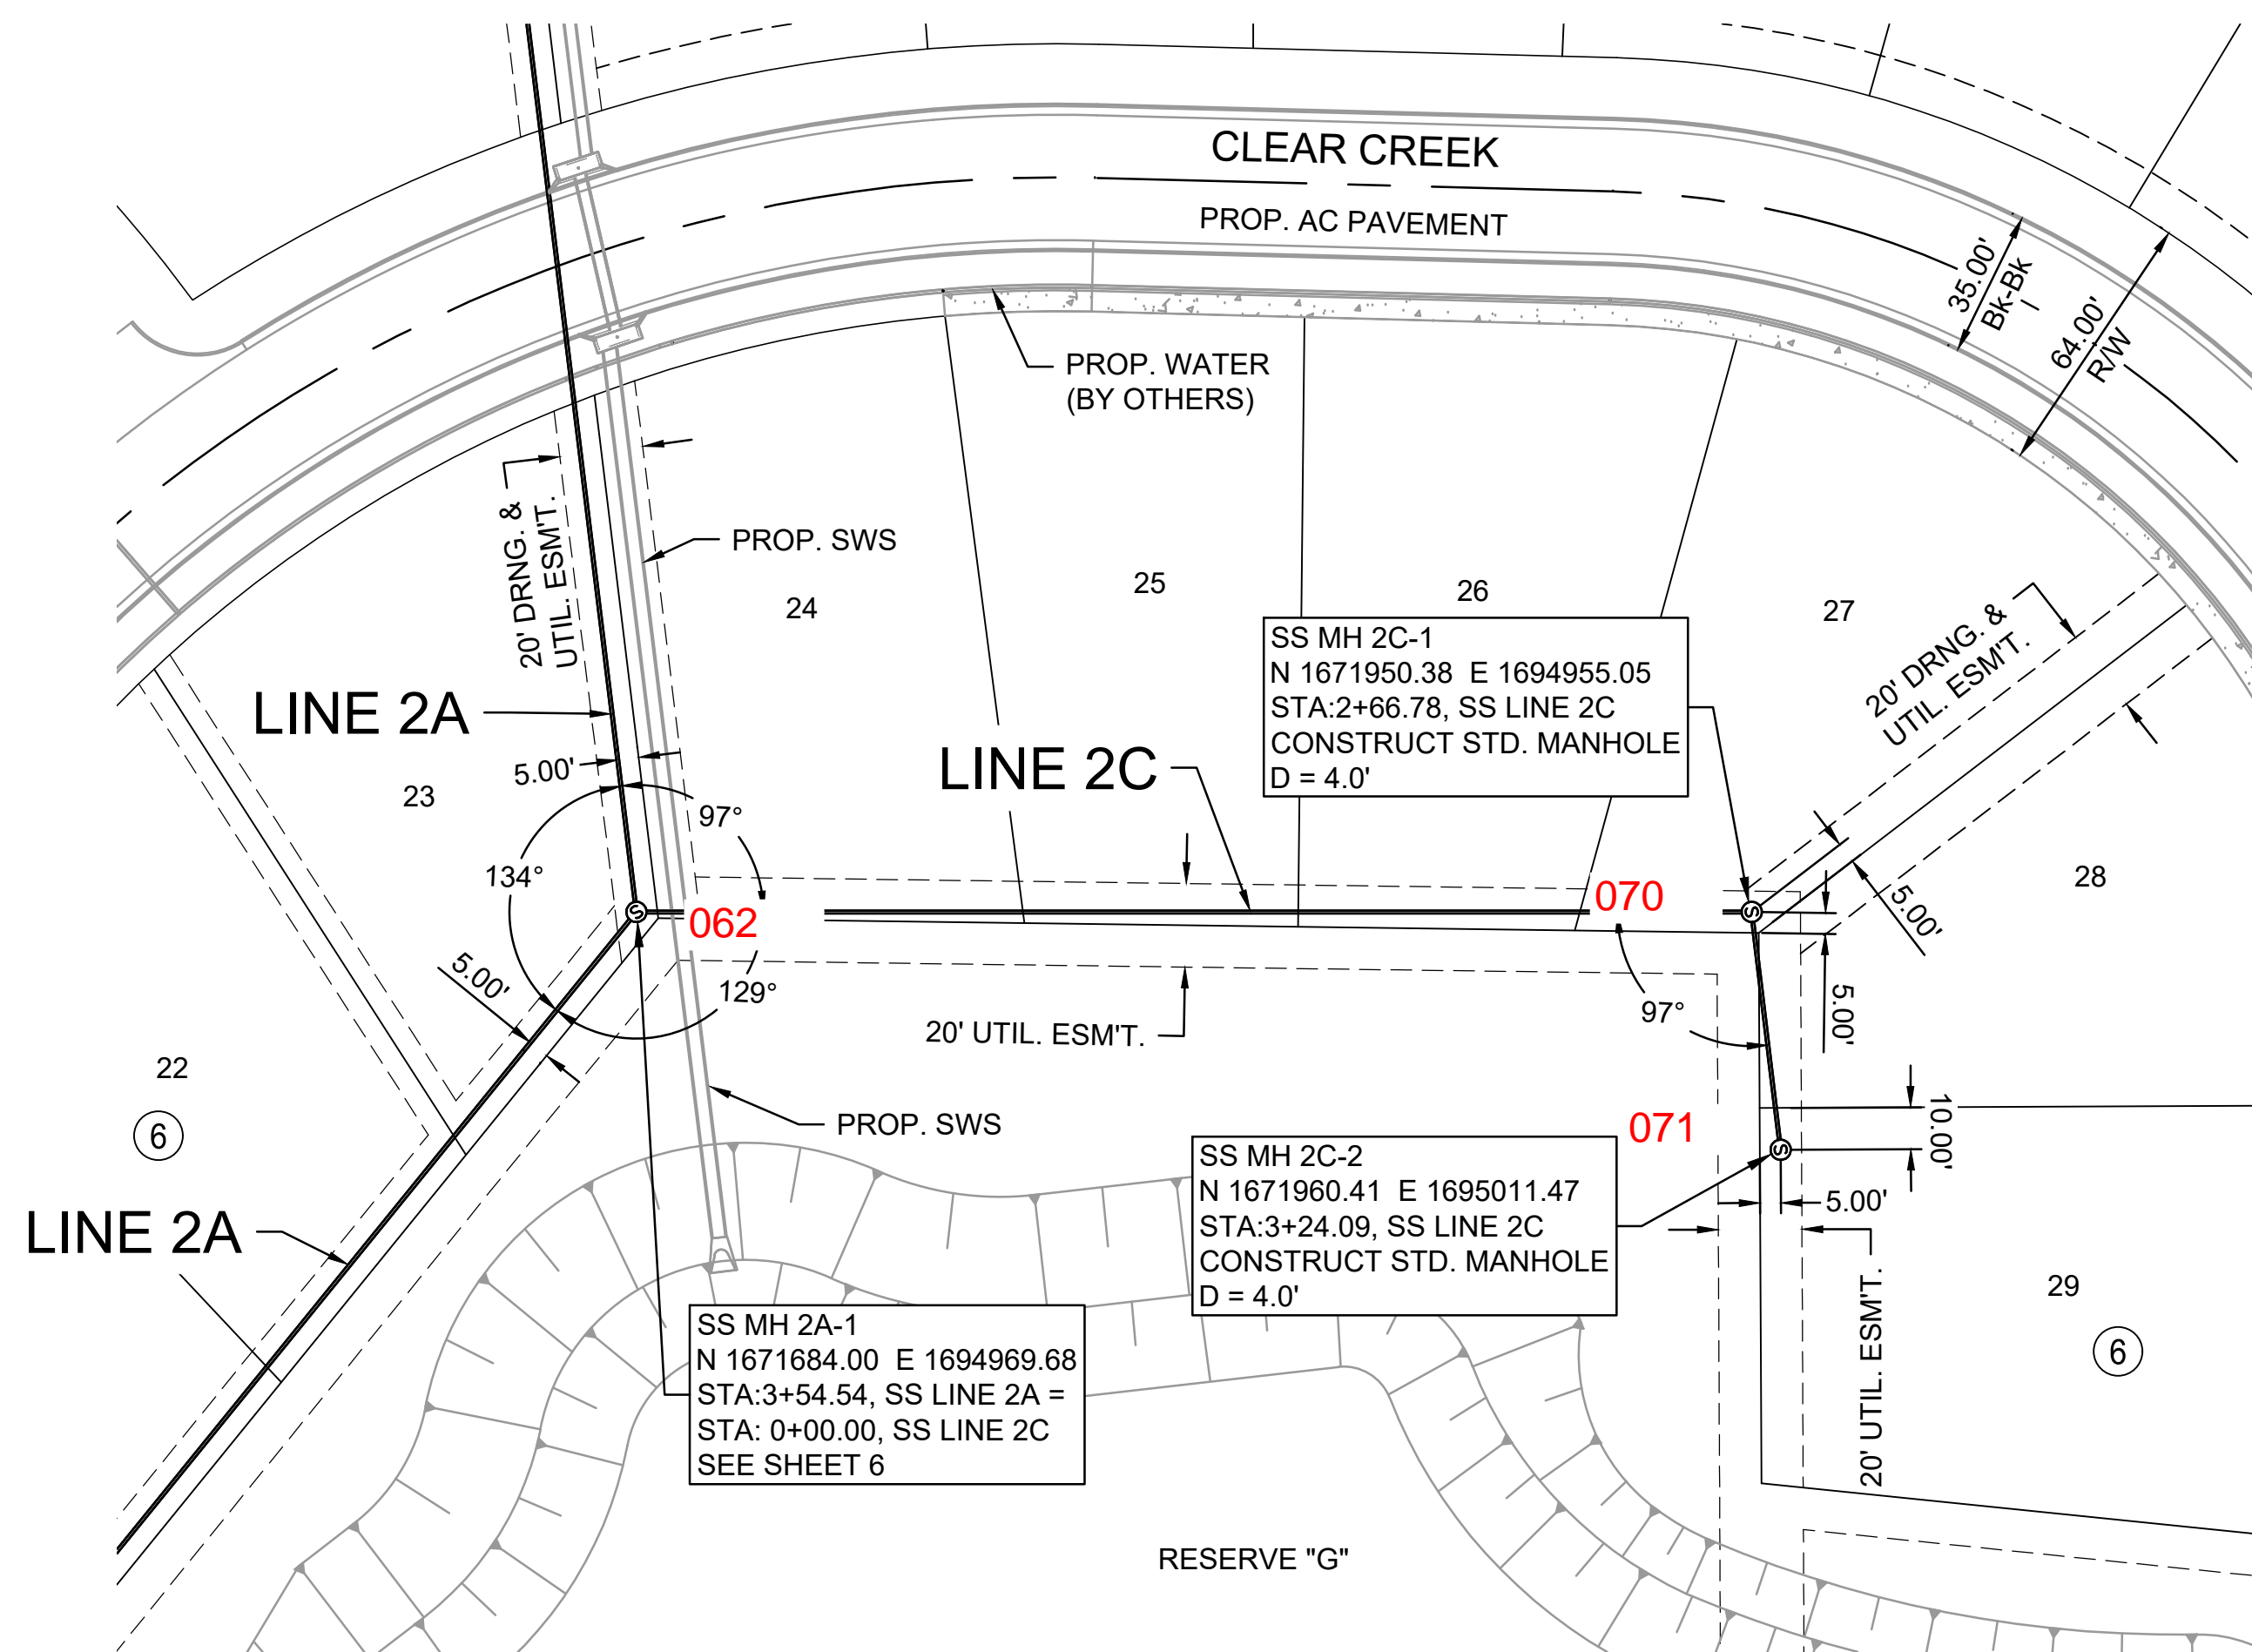 CLEAR CREEK
PROP. AC PAVEMENT
35.00'
Bk-Bk
64.00'
R/W
PROP. WATER
(BY OTHERS)
20' DRNG. &
UTIL. ESM'T.
PROP. SWS
24
25
26
27
20' DRNG. &
UTIL. ESM'T.
SS MH 2C-1
N 1671950.38 E 1694955.05
STA:2+66.78, SS LINE 2C
CONSTRUCT STD. MANHOLE
D = 4.0'
LINE 2A
LINE 2C
5.00'
23
97°
134°
28
070
062
5.00'
5.00'
129°
97°
5.00'
20' UTIL. ESM'T.
22
6
PROP. SWS
071
10.00'
SS MH 2C-2
N 1671960.41 E 1695011.47
STA:3+24.09, SS LINE 2C
CONSTRUCT STD. MANHOLE
D = 4.0'
5.00'
LINE 2A
29
6
20' UTIL. ESM'T.
SS MH 2A-1
N 1671684.00 E 1694969.68
STA:3+54.54, SS LINE 2A =
STA: 0+00.00, SS LINE 2C
SEE SHEET 6
RESERVE "G"
S
S
S